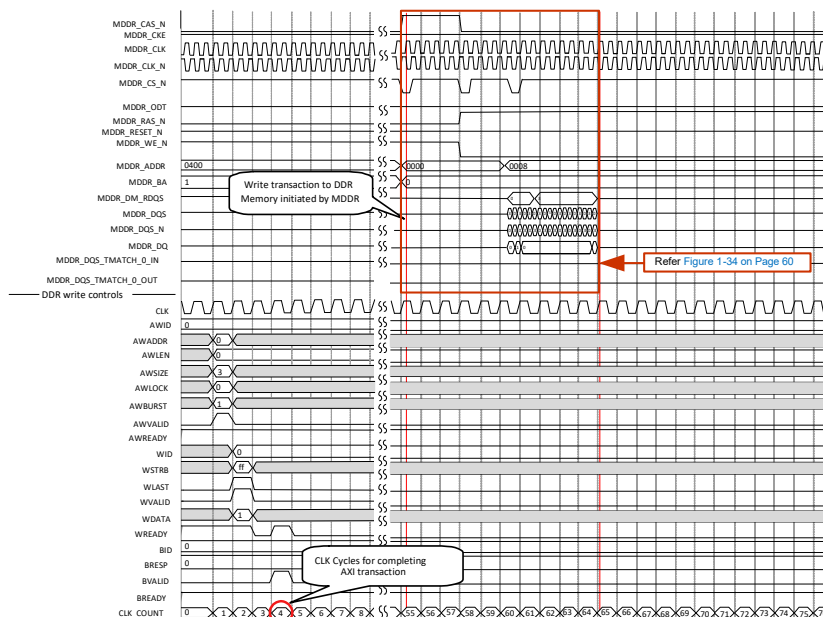 MDDR_CAS_N
MDDR_CKE
MDDR_CLK
MDDR_CLK_N
MDDR_CS_N
MDDR_ODT
MDDR_RAS_N
MDDR_RESET_N
MDDR_WE_N
MDDR_ADDR 0400 0000 0008
MDDR_BA 1 0
Write transaction to DDR
Memory initiated by MDDR
MDDR_DM_RDQS
MDDR_DQS
MDDR_DQS_N
MDDR_DQ
MDDR_DQS_TMATCH_0_IN
Refer Figure 1-34 on Page 60
MDDR_DQS_TMATCH_0_OUT
DDR write controls
CLK
AWID 0
AWADDR 0
AWLEN 0
AWSIZE 3
AWLOCK 0
AWBURST 1
AWVALID
AWREADY
WID 0
WSTRB ff
WLAST
WVALID
WDATA 1
WREADY
BID 0
BRESP 0
CLK Cycles for completing
AXI transaction
BVALID
BREADY
CLK_COUNT 0 1 2 3 4 5 6 7 8 55 56 57 58 59 60 61 62 63 64 65 66 67 68 69 70 71 72 73 74 75